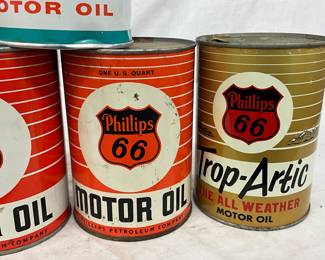 MOTOR OIL
OIL
COMPANY
ONE U.S. QUART
Phillips
66
MOTOR OIL
PHILLIPS PETROLEUM COMPANY
Phillips
66
Trop-Artic
THE ALL WEATHER
MOTOR OIL